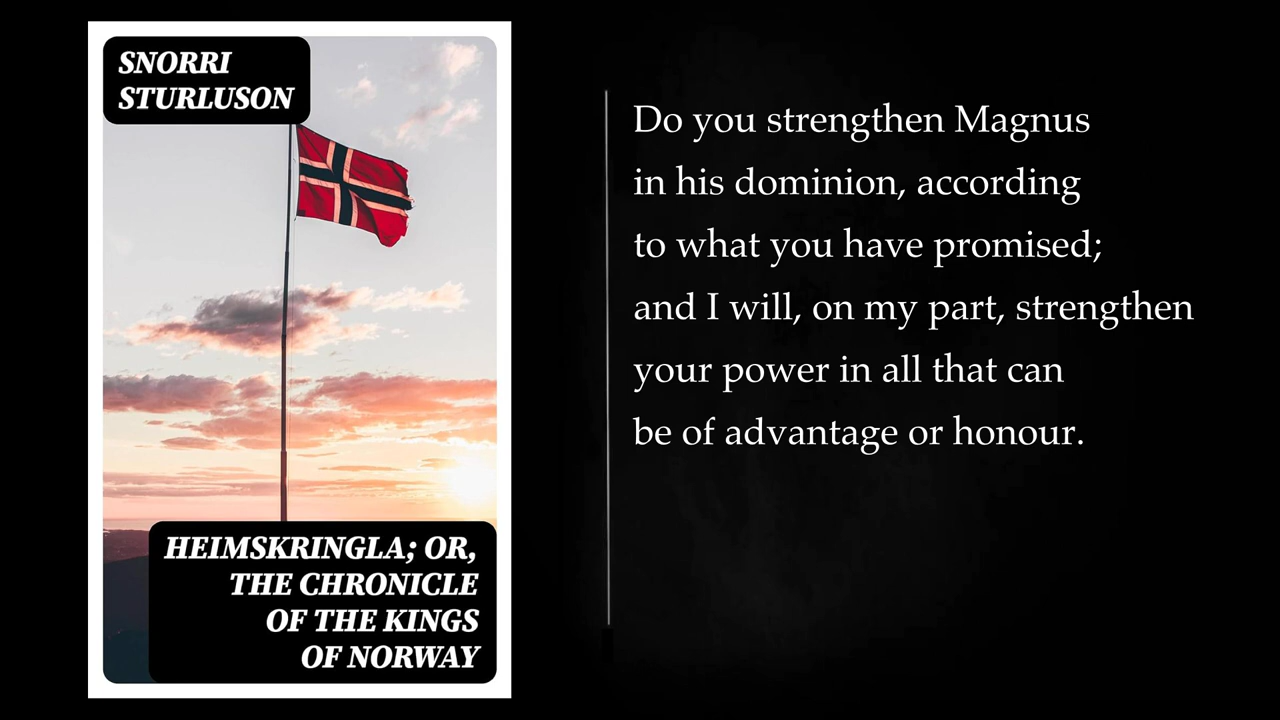 SNORRI
STURLUSON
HEIMSKRINGLA; OR,
THE CHRONICLE
OF THE KINGS
OF NORWAY
Do you strengthen Magnus
in his dominion, according
to what you have promised;
and I will, on my part, strengthen
your power in all that can
be of advantage or honour.